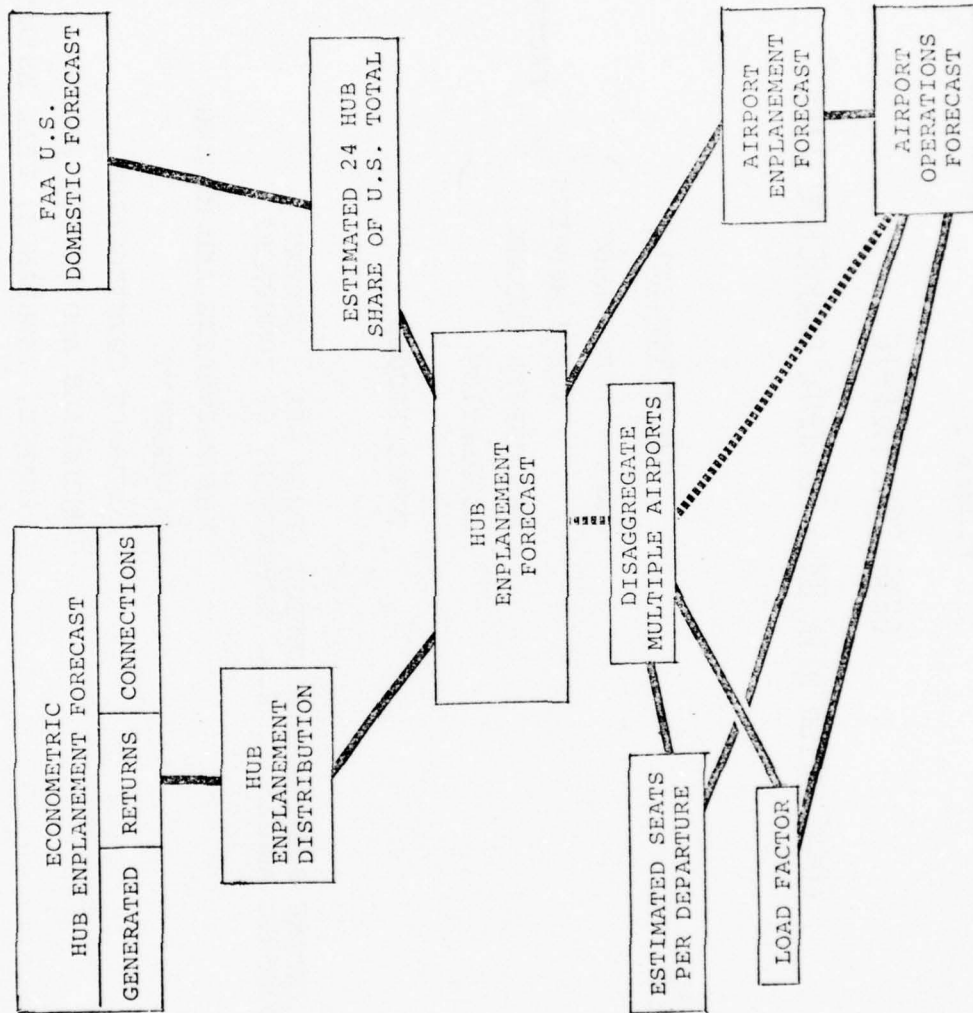 ECONOMETRIC
HUB ENPLANEMENT FORECAST
GENERATED RETURNS CONNECTIONS
FAA U.S.
DOMESTIC FORECAST
HUB
ENPLANEMENT
DISTRIBUTION
ESTIMATED 24 HUB
SHARE OF U.S. TOTAL
HUB
ENPLANEMENT
FORECAST
DISAGGREGATE
MULTIPLE AIRPORTS
ESTIMATED SEATS
PER DEPARTURE
LOAD FACTOR
AIRPORT
ENPLANEMENT
FORECAST
AIRPORT
OPERATIONS
FORECAST